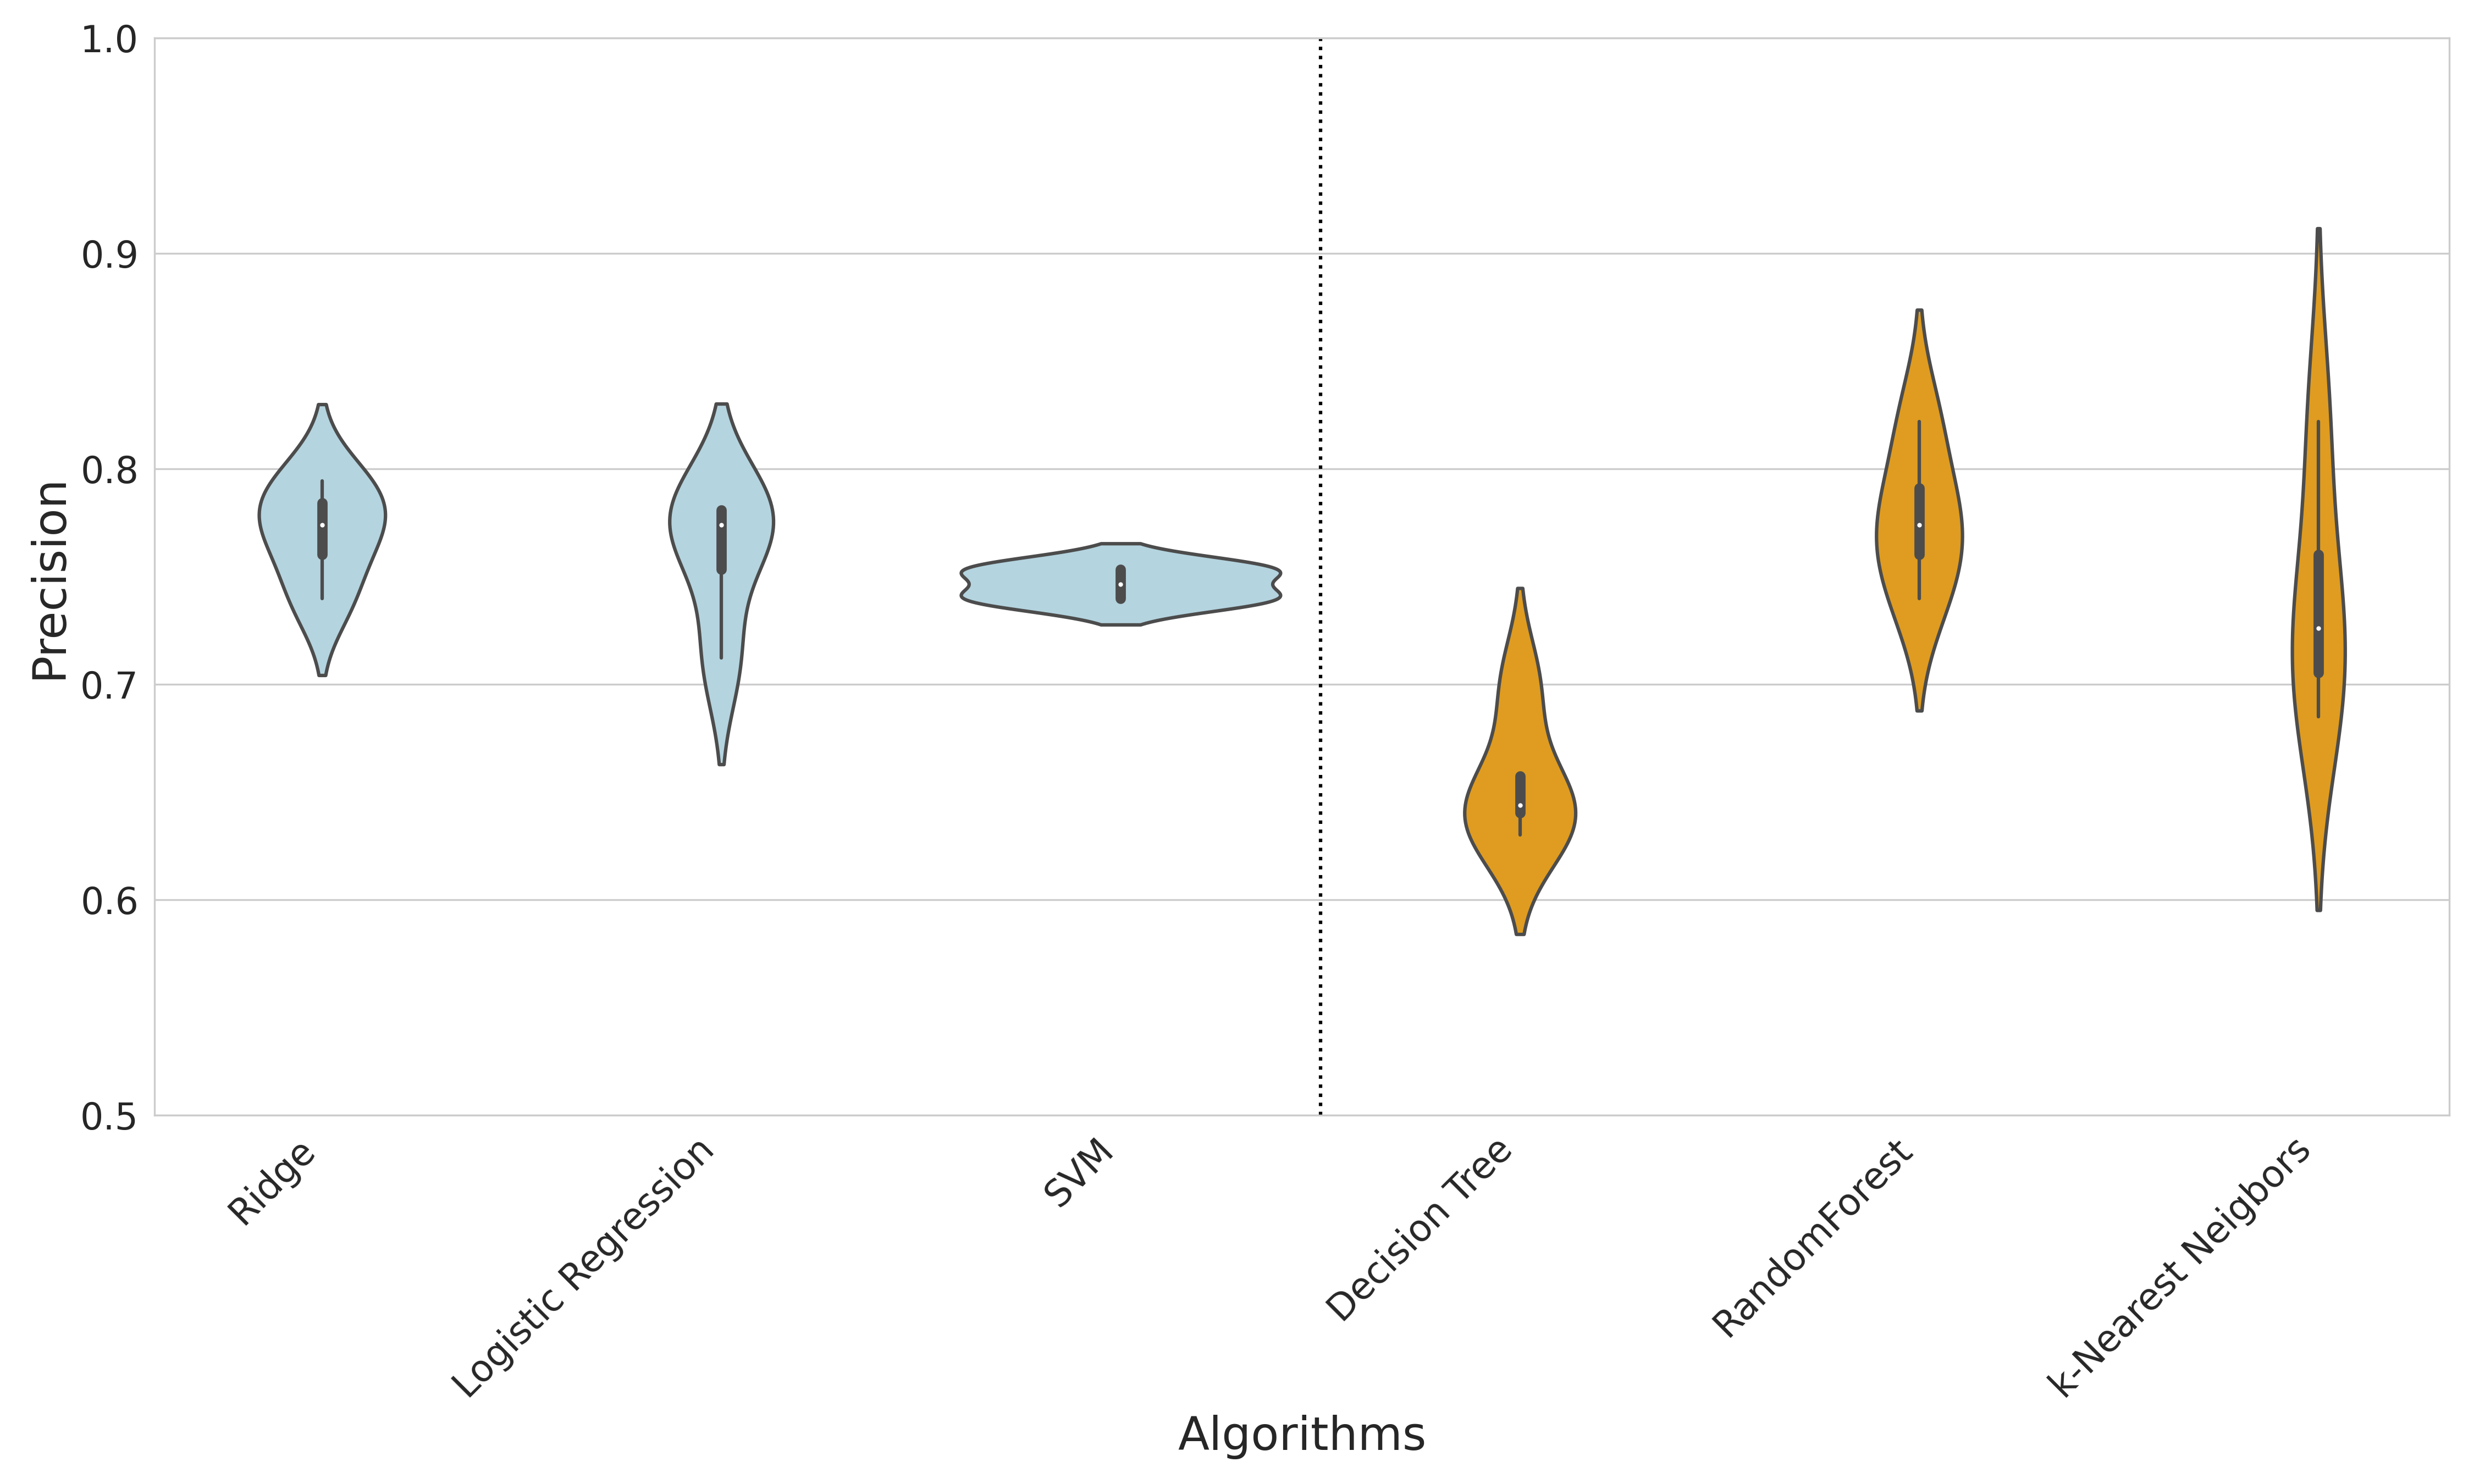 Precision
1.0
0.9
0.8
0.7
0.6
0.5
Ridge
Logistic Regression
SVM
Decision Tree
RandomForest
k-Nearest Neigbors
Algorithms